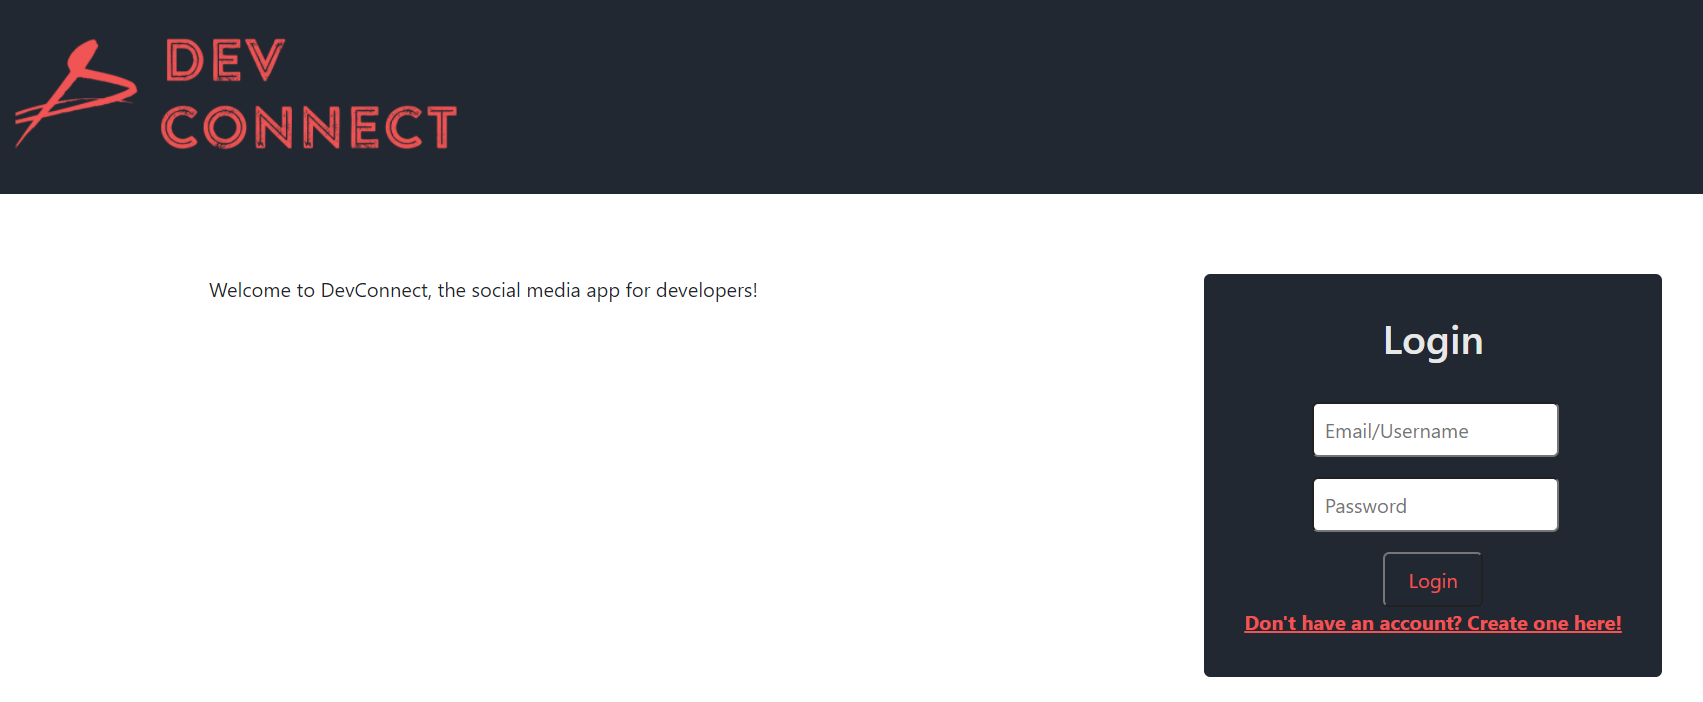 DEV
CONNECT
Welcome to DevConnect, the social media app for developers!
Login
Email/Username
Password
Login
Don't have an account? Create one here!